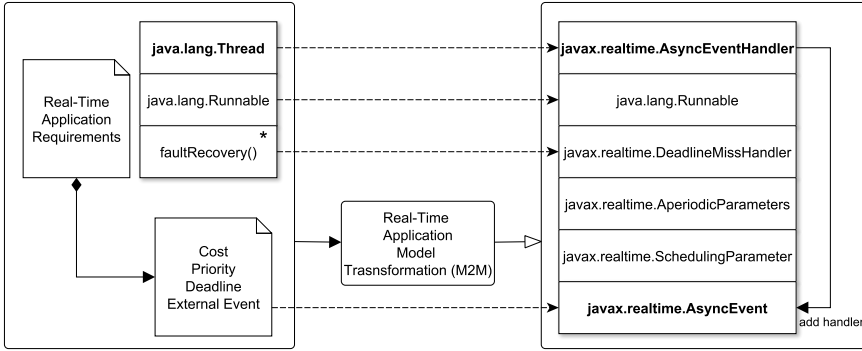 java.lang.Thread
java.lang.Runnable
*
faultRecovery()
Real-Time
Application
Requirements
Cost
Priority
Deadline
External Event
Real-Time
Application
Model
Trasnsformation (M2M)
javax.realtime.AsyncEventHandler
java.lang.Runnable
javax.realtime.DeadlineMissHandler
javax.realtime.AperiodicParameters
javax.realtime.SchedulingParameter
javax.realtime.AsyncEvent
add handler